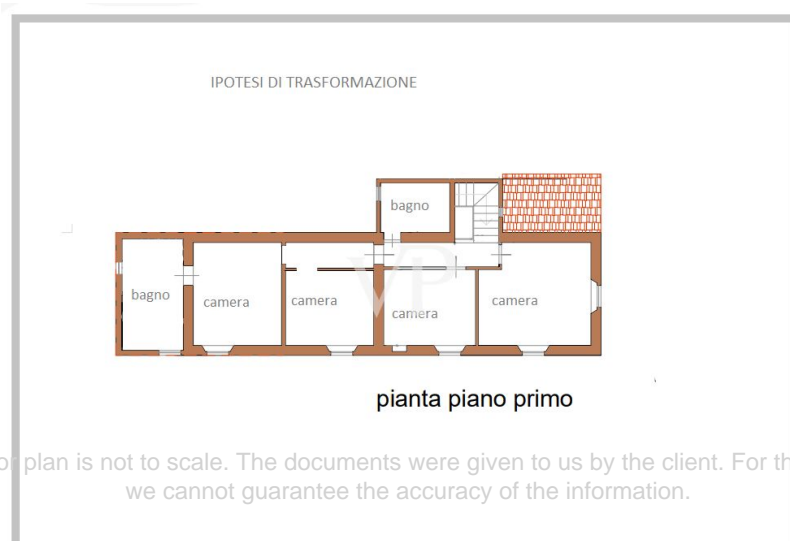 IPOTESI DI TRASFORMAZIONE
bagno
bagno
camera
camera
camera
camera
VP
pianta piano primo
plan is not to scale. The documents were given to us by the client. For
we cannot guarantee the accuracy of the information.